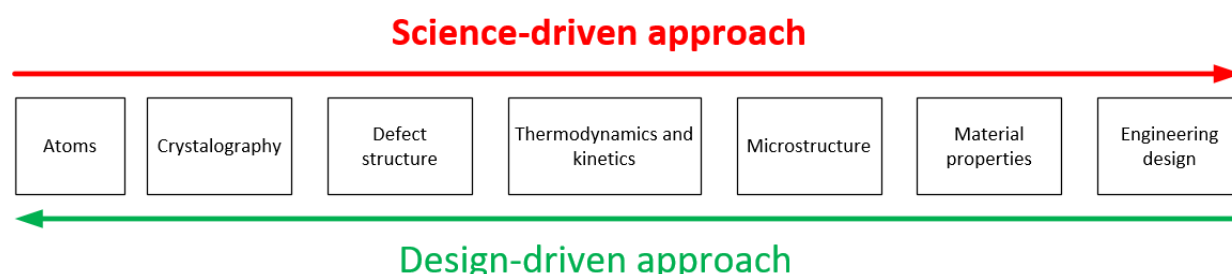 Science-driven approach
Atoms
Crystalography
Defect
structure
Thermodynamics and
kinetics
Microstructure
Material
properties
Engineering
design
Design-driven approach